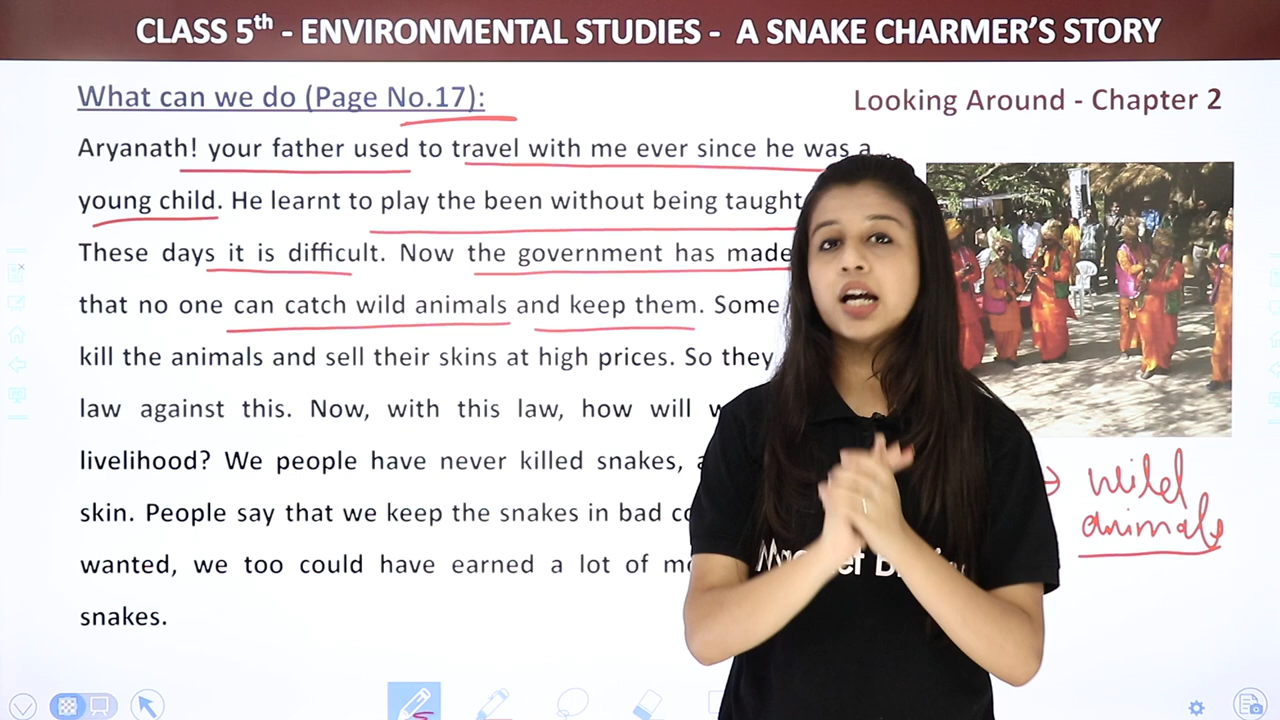 CLASS 5th - ENVIRONMENTAL STUDIES - A SNAKE CHARMER'S STORY
What can we do (Page No.17):
Looking Around - Chapter 2
Aryanath! your father used to travel with me ever since he was a
young child. He learnt to play the been without being taught
These days it is difficult. Now the government has made
that no one can catch wild animals and keep them. Some
kill the animals and sell their skins at high prices. So they
law against this. Now, with this law, how will
livelihood? We people have never killed snakes,
skin. People say that we keep the snakes in bad
wanted, we too could have earned a lot of
snakes.
→ wild
animals